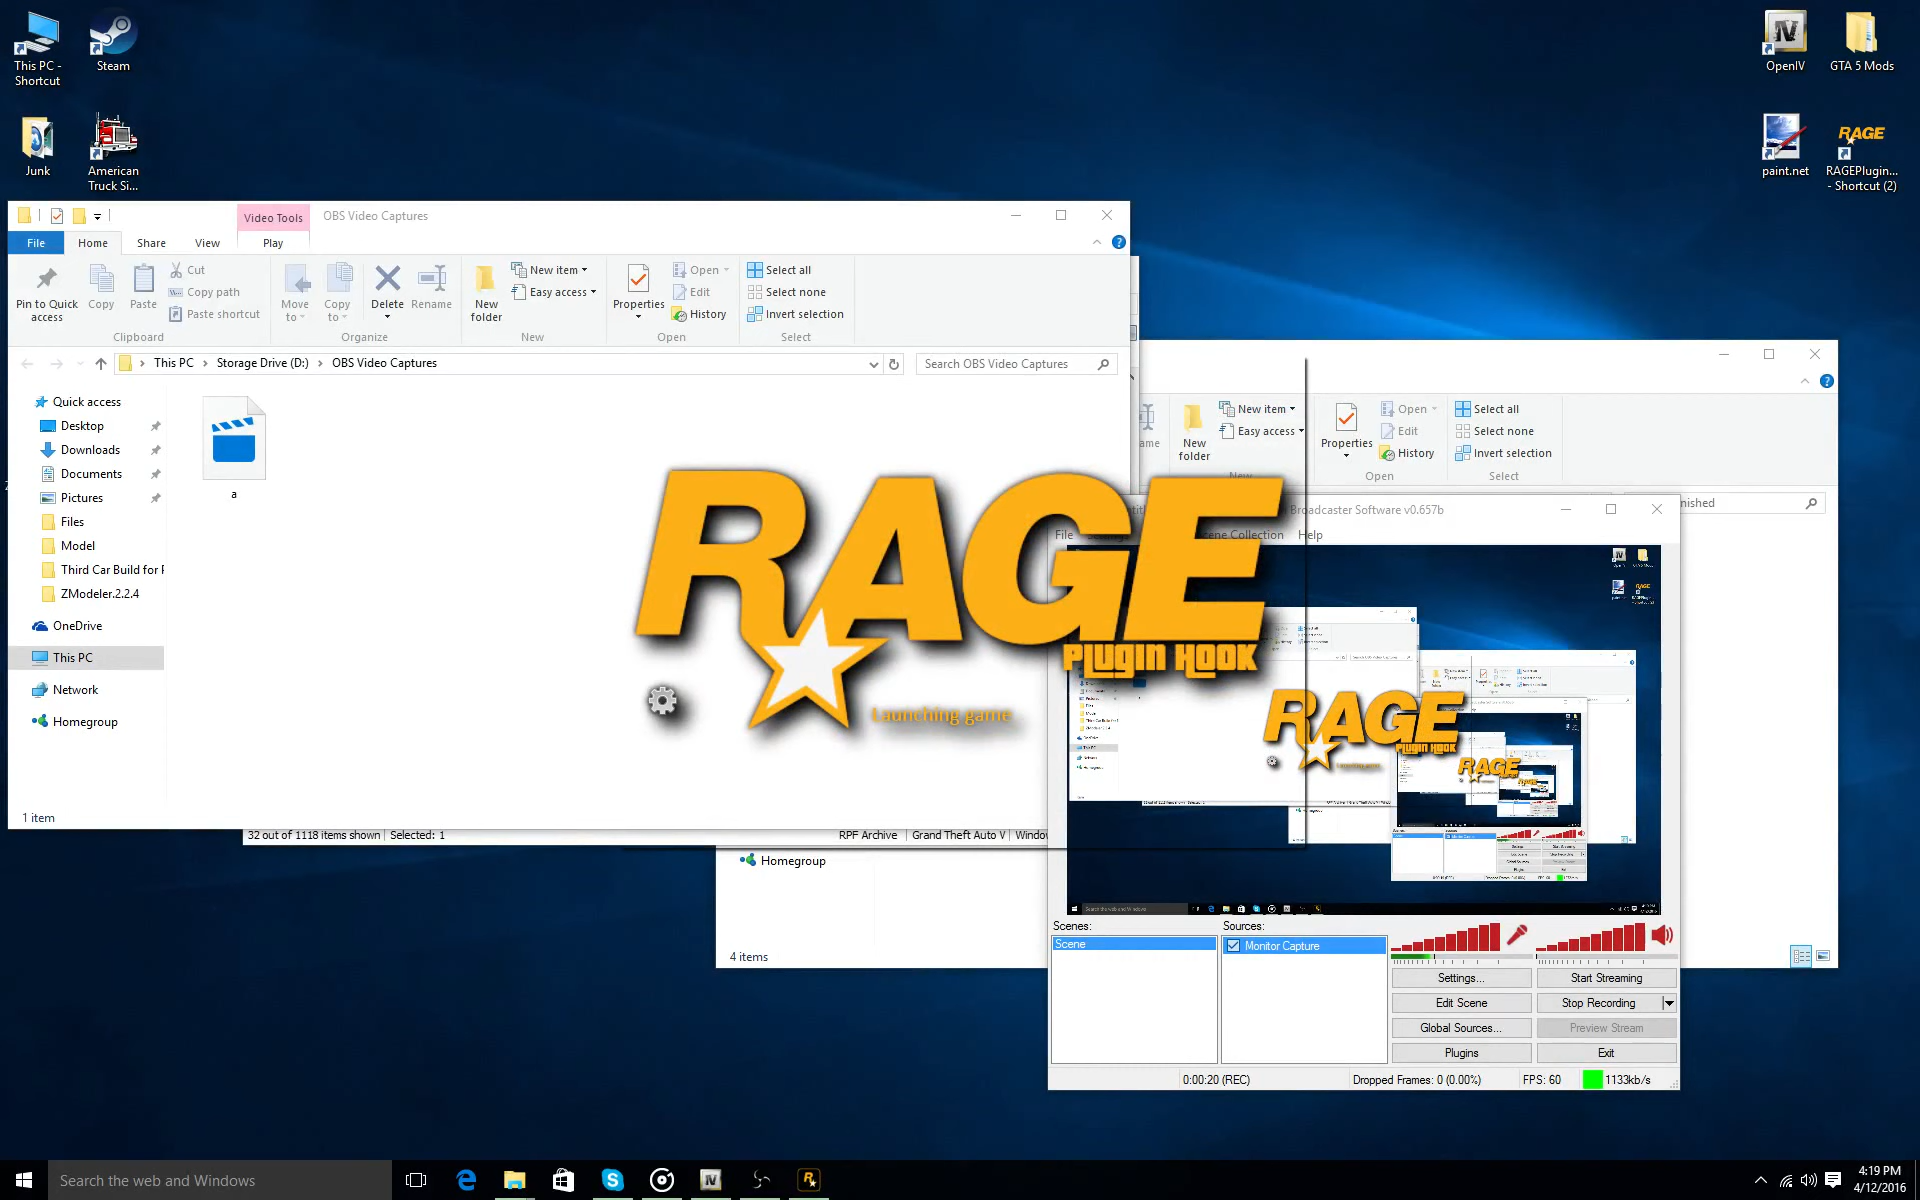 This PC - Shortcut
Steam
Junk
American Truck Si...
OpenIV
GTA 5 Mods
paint.net
RAGE
RAGEPlugin... - Shortcut (2)
Video Tools
OBS Video Captures
File
Home
Share
View
Play
Pin to Quick access
Copy
Paste
Cut
Copy path
Paste shortcut
Clipboard
Move to
Copy to
Delete
Rename
Organize
New folder
New item
Easy access
New
Properties
Open
Edit
History
Open
Select all
Select none
Invert selection
Select
This PC
Storage Drive (D:)
OBS Video Captures
Search OBS Video Captures
Quick access
Desktop
Downloads
Documents
Pictures
Files
Model
Third Car Build for
ZModeler.2.2.4
OneDrive
This PC
Network
Homegroup
a
1 item
32 out of 1118 items shown
Selected: 1
RPF Archive
Grand Theft Auto V
Homegroup
4 items
New folder
New item
Easy access
New
Properties
Open
Edit
History
Open
Select all
Select none
Invert selection
Select
RAGE
PLUGIN HOOK
Launching game
Broadcaster Software v0.657b
File
Help
RAGE
PLUGIN HOOK
RAGE
Scenes:
Scene
Sources:
Monitor Capture
Settings...
Start Streaming
Edit Scene
Stop Recording
Global Sources...
Preview Stream
Plugins
Exit
0:00:20 (REC)
Dropped Frames: 0 (0.00%)
FPS: 60
1133kb/s
Search the web and Windows
4:19 PM
4/12/2016